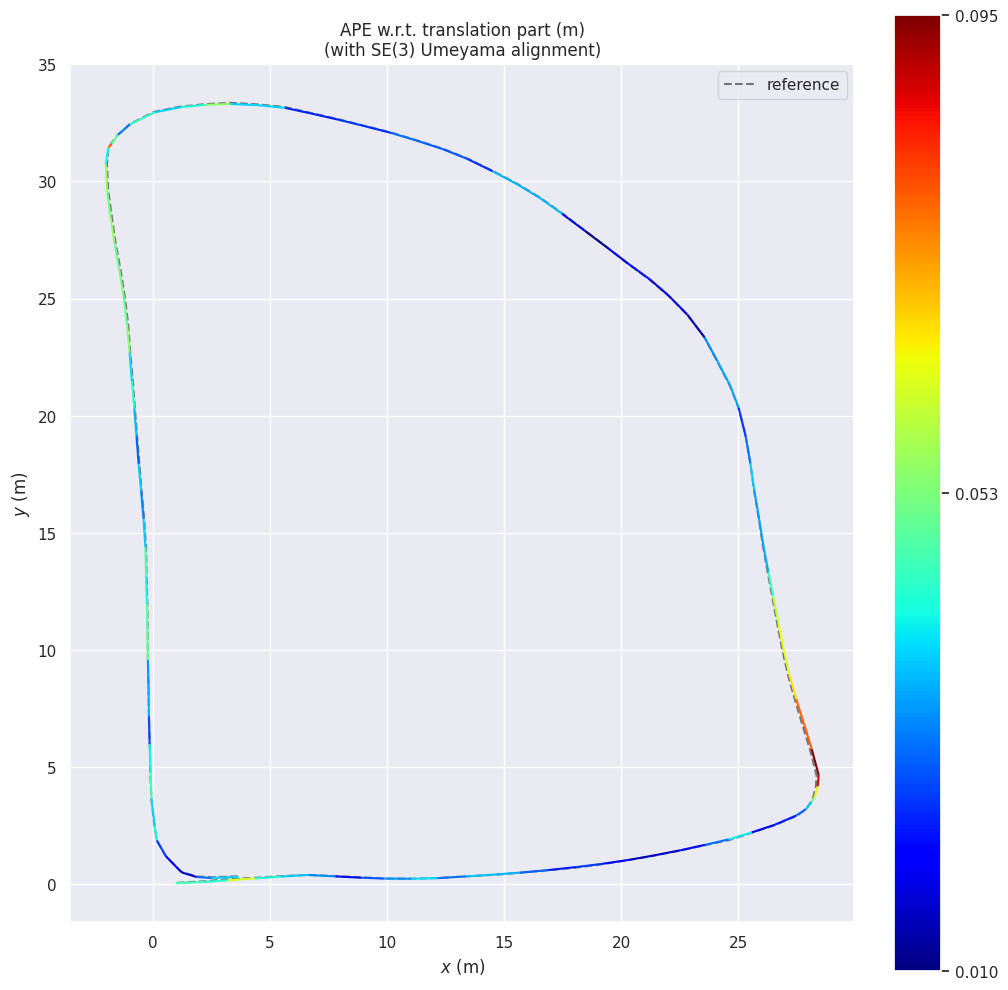 APE w.r.t. translation part (m)
(with SE(3) Umeyama alignment)
reference
0.095
0.053
0.010
35
30
25
20
15
10
5
0
y (m)
0 5 10 15 20 25
x (m)